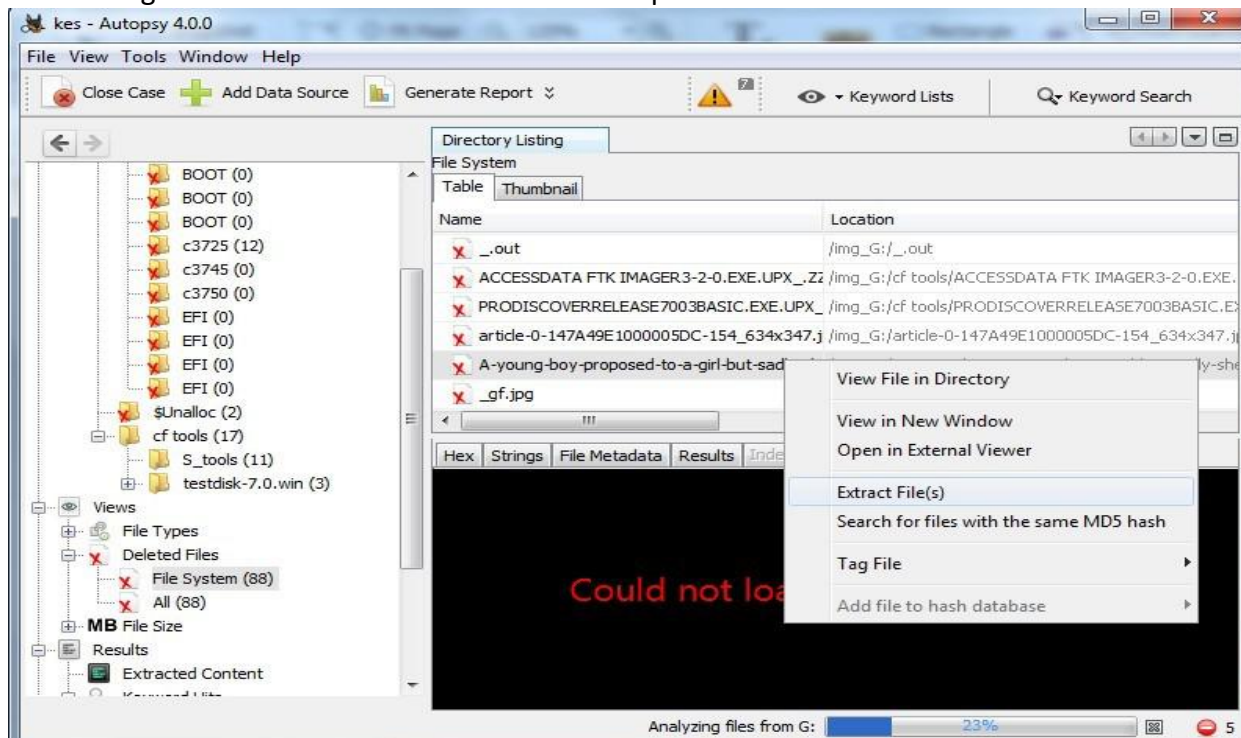 kes - Autopsy 4.0.0
File View Tools Window Help
Close Case Add Data Source Generate Report 7 Keyword Lists Keyword Search
Directory Listing
File System
Table Thumbnail
Name Location
BOOT (0)
BOOT (0)
BOOT (0)
c3725 (12)
c3745 (0)
c3750 (0)
EFI (0)
EFI (0)
EFI (0)
EFI (0)
$Unalloc (2)
cf tools (17)
S_tools (11)
testdisk-7.0.win (3)
Views
File Types
Deleted Files
File System (88)
All (88)
MB File Size
Results
Extracted Content
_.out /img_G:/_.out
ACCESSDATA FTK IMAGER3-2-0.EXE.UPX_.ZZ /img_G:/cf tools/ACCESSDATA FTK IMAGER3-2-0.EXE.
PRODISCOVERRELEASE7003BASIC.EXE.UPX_ /img_G:/cf tools/PRODISCOVERRELEASE7003BASIC.EX
article-0-147A49E1000005DC-154_634x347.j /img_G:/article-0-147A49E1000005DC-154_634x347.j
A-young-boy-proposed-to-a-girl-but-sad ly-she
_gf.jpg
Hex Strings File Metadata Results Inde
Could not loa
View File in Directory
View in New Window
Open in External Viewer
Extract File(s)
Search for files with the same MD5 hash
Tag File
Add file to hash database
Analyzing files from G: 23% 5